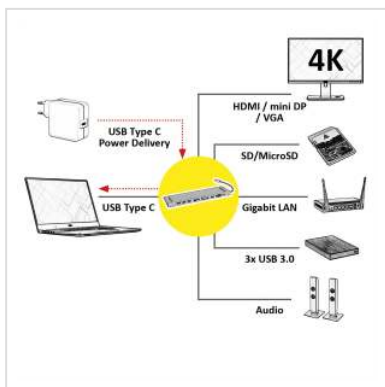 4K
HDMI / mini DP
/ VGA
USB Type C
Power Delivery
SD/MicroSD
USB Type C
Gigabit LAN
3x USB 3.0
Audio